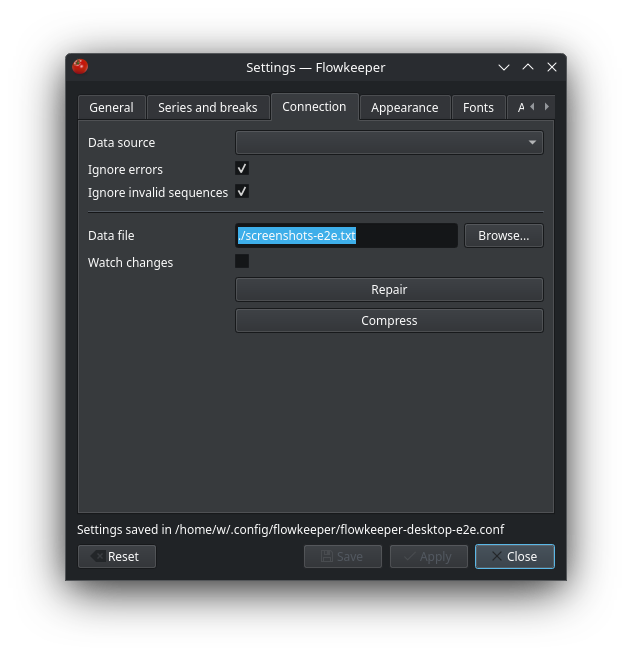 Settings — Flowkeeper
General Series and breaks Connection Appearance Fonts A
Data source
Ignore errors
Ignore invalid sequences
Data file ./screenshots-e2e.txt Browse...
Watch changes
Repair
Compress
Settings saved in /home/w/.config/flowkeeper/flowkeeper-desktop-e2e.conf
Reset Save Apply Close